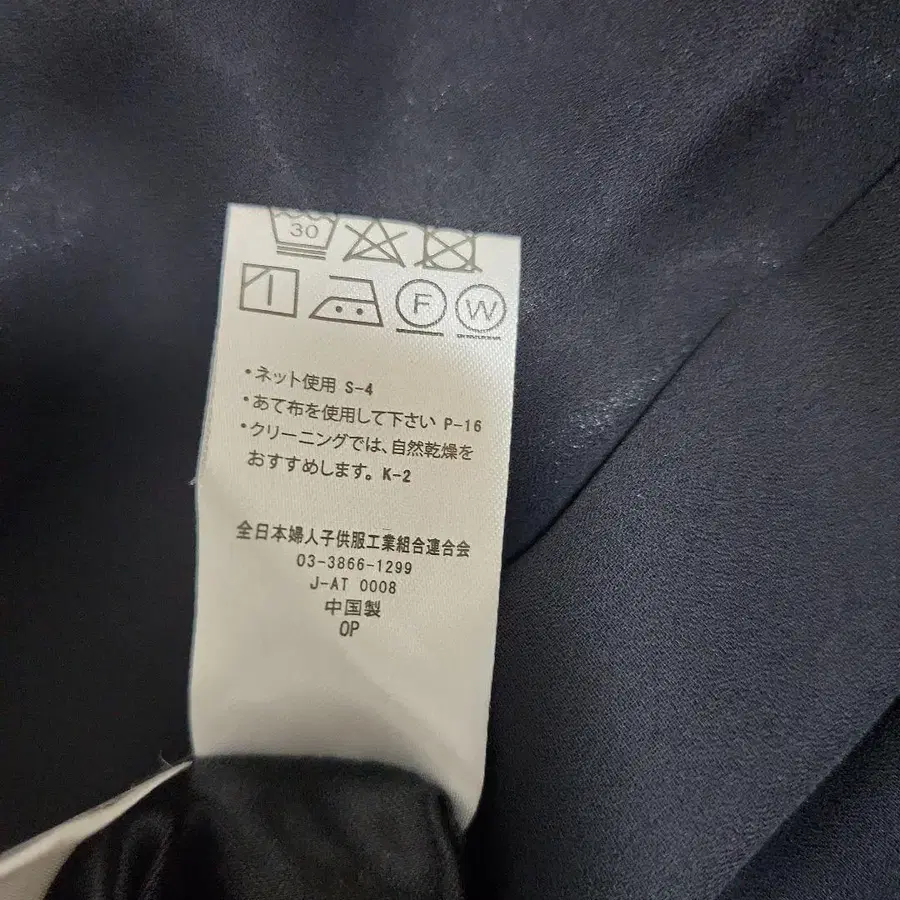 30
F W
・ネット使用 S-4
・あて布を使用して下さい P-16
・クリーニングでは、自然乾燥を
おすすめします。K-2
全日本婦人子供服工業組合連合会
03-3866-1299
J-AT 0008
中国製
OP